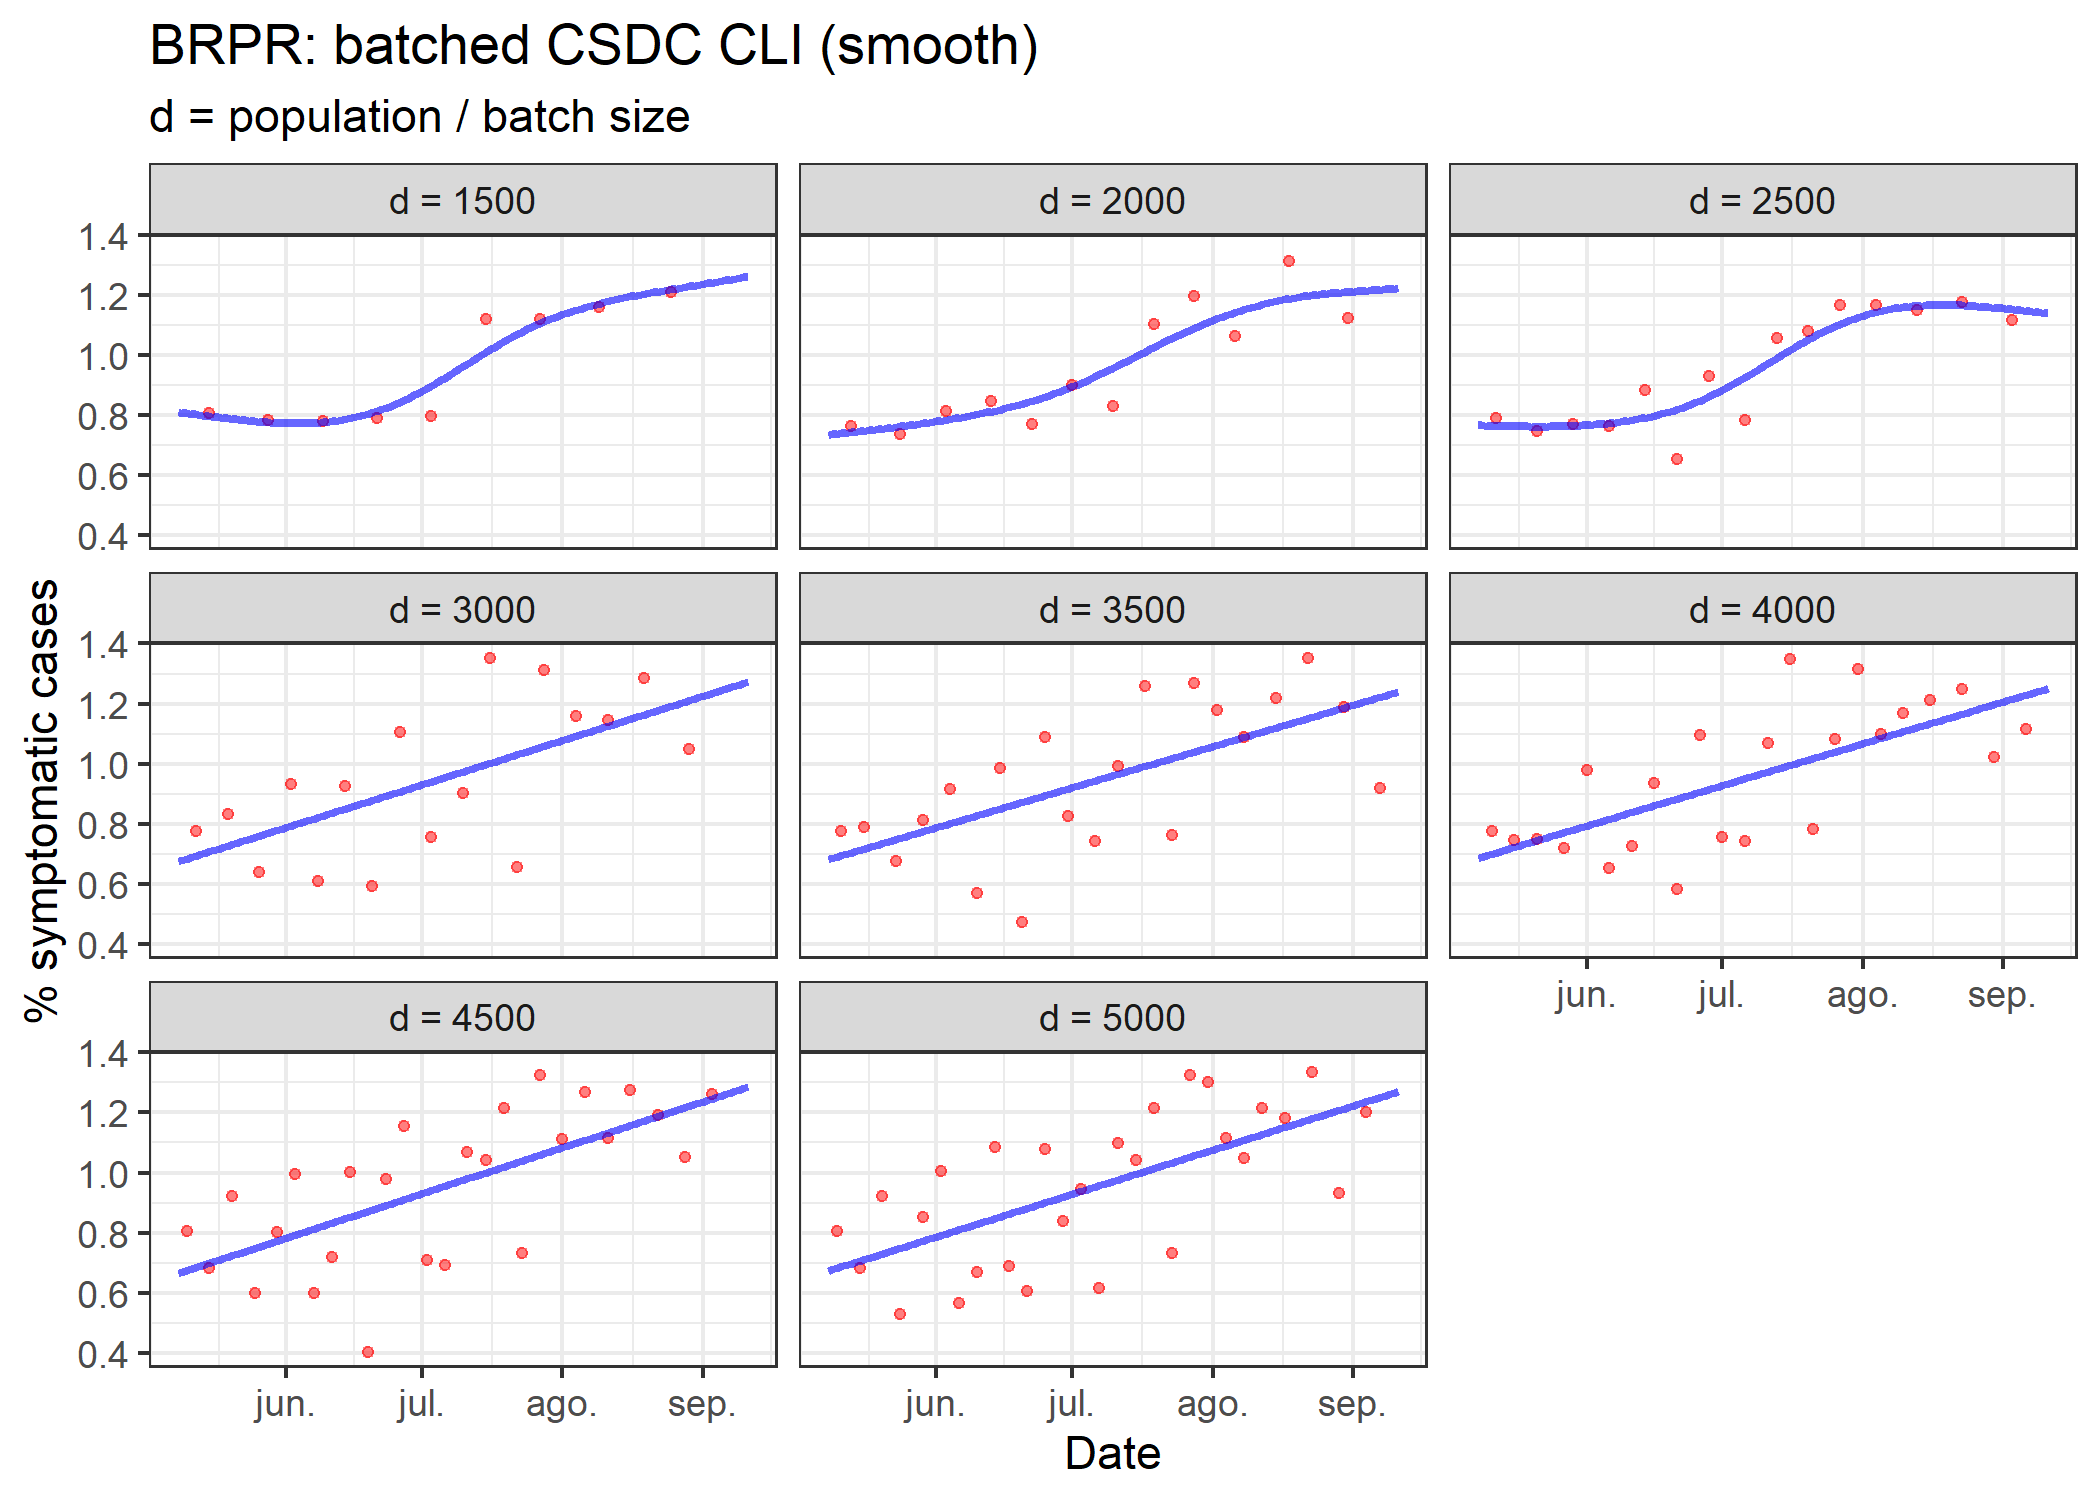 BRPR: batched CSDC CLI (smooth)
d = population / batch size
d = 1500
d = 2000
d = 2500
1.4
1.2
1.0
0.8
0.6
0.4
d = 3000
d = 3500
d = 4000
1.4
1.2
1.0
0.8
0.6
0.4
jun.
jul.
ago.
sep.
d = 4500
d = 5000
1.4
1.2
1.0
0.8
0.6
0.4
jun.
jul.
ago.
sep.
jun.
jul.
ago.
sep.
% symptomatic cases
Date